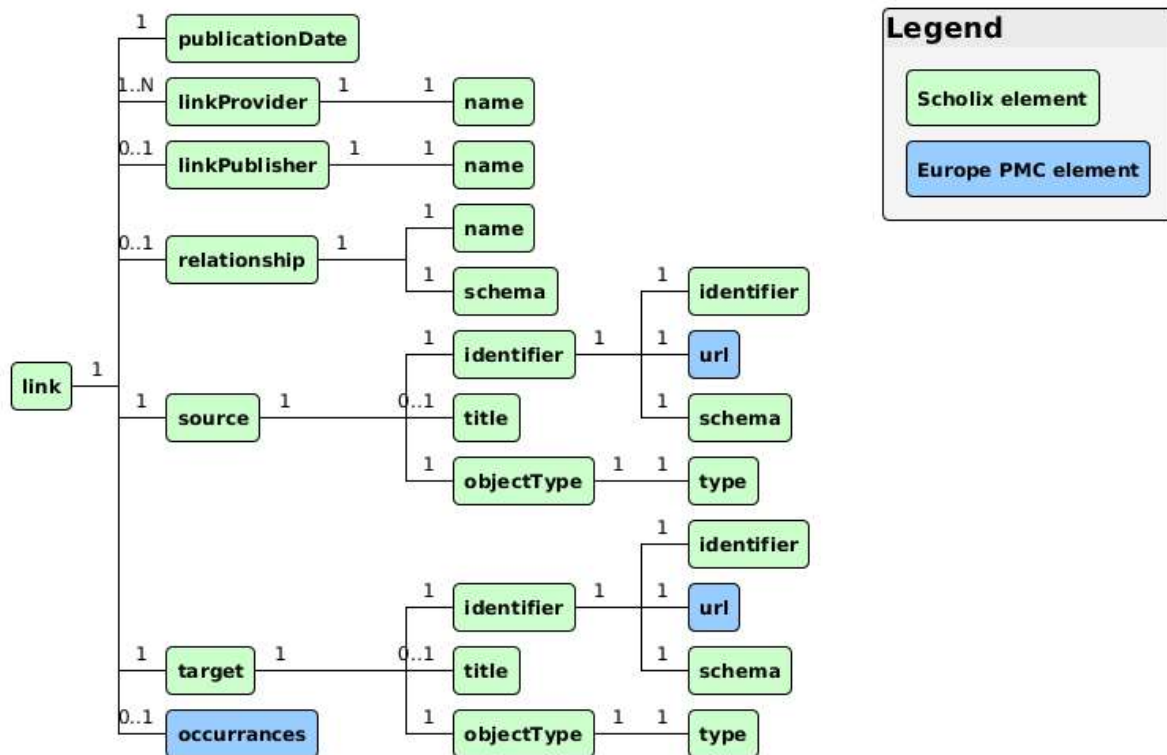 1 publicationDate
Legend
1..N linkProvider 1 1 name
Scholix element
0..1 linkPublisher 1 1 name
Europe PMC element
1 name
0..1 relationship 1
1 schema
1 identifier
1 identifier 1
1 url
link 1
1 source 1
0..1 title
1 schema
1 objectType 1 1 type
1 identifier
1 identifier 1
1 url
1 target 1
0..1 title
1 schema
0..1 occurrances
1 objectType 1 1 type